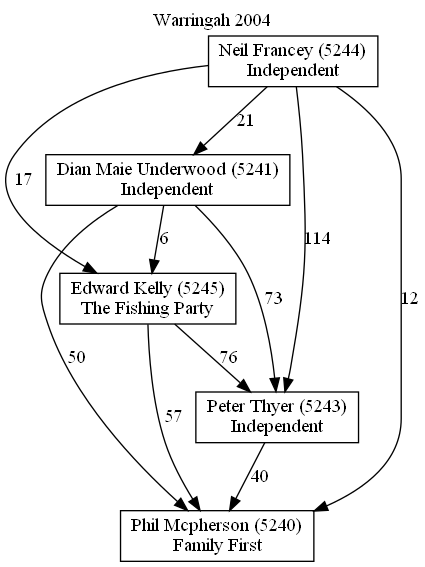 Warringah 2004
Neil Francey (5244)
Independent
21
Dian Maie Underwood (5241)
Independent
17
6
114
Edward Kelly (5245)
The Fishing Party
73
12
50
76
Peter Thyer (5243)
Independent
57
40
Phil Mcpherson (5240)
Family First